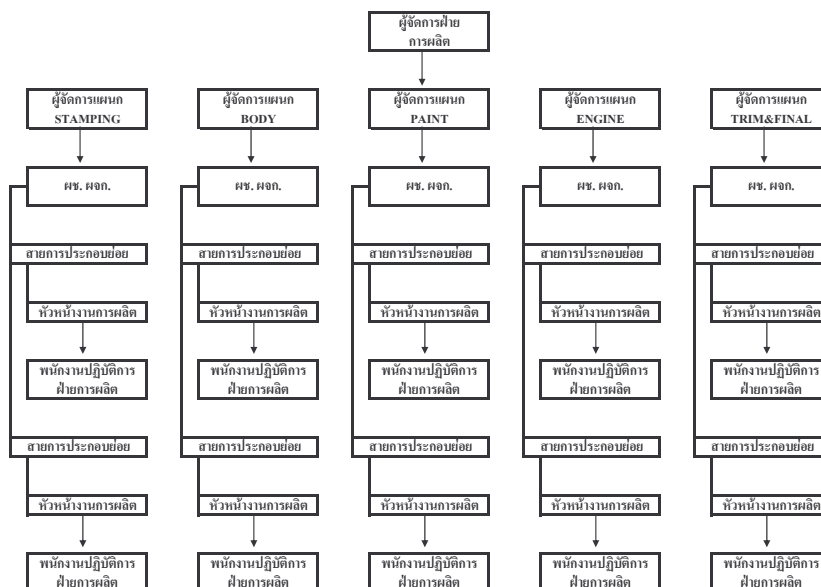 ผู้จัดการฝ่าย
การผลิต
ผู้จัดการแผนก
STAMPING
ผู้จัดการแผนก
BODY
ผู้จัดการแผนก
PAINT
ผู้จัดการแผนก
ENGINE
ผู้จัดการแผนก
TRIM&FINAL
ผช. ผจก.
ผช. ผจก.
ผช. ผจก.
ผช. ผจก.
ผช. ผจก.
สายการประกอบย่อย
สายการประกอบย่อย
สายการประกอบย่อย
สายการประกอบย่อย
สายการประกอบย่อย
หัวหน้างานการผลิต
หัวหน้างานการผลิต
หัวหน้างานการผลิต
หัวหน้างานการผลิต
หัวหน้างานการผลิต
พนักงานปฏิบัติการ
ฝ่ายการผลิต
พนักงานปฏิบัติการ
ฝ่ายการผลิต
พนักงานปฏิบัติการ
ฝ่ายการผลิต
พนักงานปฏิบัติการ
ฝ่ายการผลิต
พนักงานปฏิบัติการ
ฝ่ายการผลิต
สายการประกอบย่อย
สายการประกอบย่อย
สายการประกอบย่อย
สายการประกอบย่อย
สายการประกอบย่อย
หัวหน้างานการผลิต
หัวหน้างานการผลิต
หัวหน้างานการผลิต
หัวหน้างานการผลิต
หัวหน้างานการผลิต
พนักงานปฏิบัติการ
ฝ่ายการผลิต
พนักงานปฏิบัติการ
ฝ่ายการผลิต
พนักงานปฏิบัติการ
ฝ่ายการผลิต
พนักงานปฏิบัติการ
ฝ่ายการผลิต
พนักงานปฏิบัติการ
ฝ่ายการผลิต